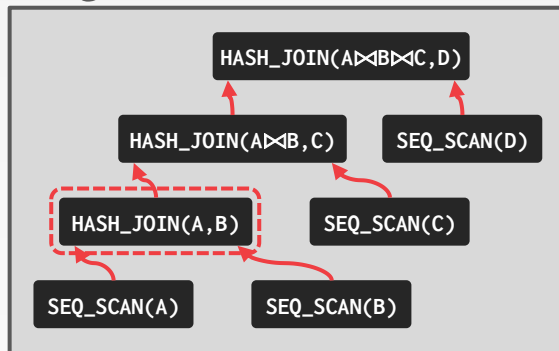 HASH_JOIN(A⨝B⨝C,D)
HASH_JOIN(A⨝B,C)
SEQ_SCAN(D)
HASH_JOIN(A,B)
SEQ_SCAN(C)
SEQ_SCAN(A)
SEQ_SCAN(B)